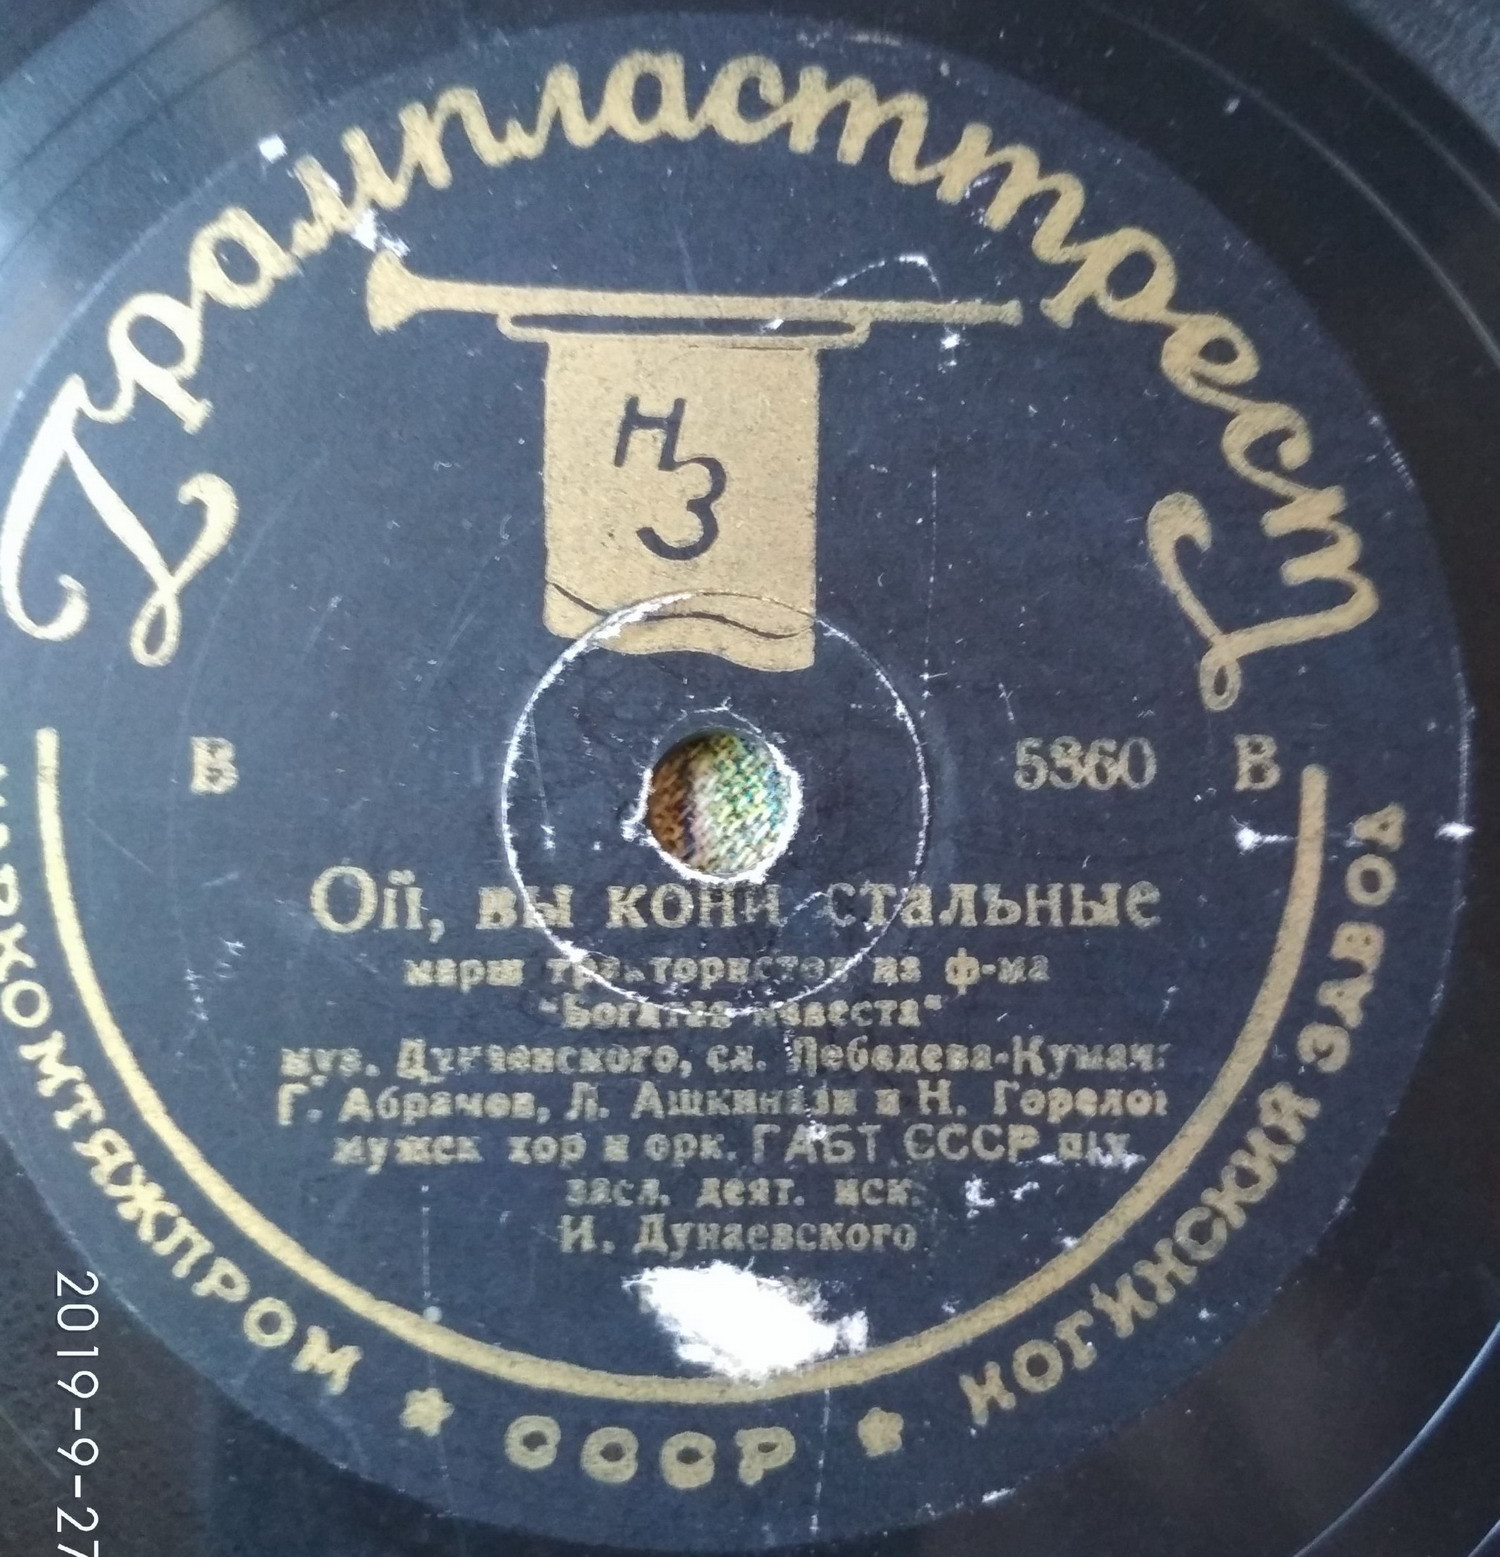 Грампласттрест
НЗ
В 5360 В
Ой, вы кони стальные
марш трактористов из ф-ма
"Богатая невеста"
муз. Дунаевского, сл. Лебедева-Кумача
Г. Абрамов, Л. Ашкинази и Н. Горелов
мужск хор и орк. ГАБТ СССР п/х
засл. деят. иск.
И. Дунаевского
НАРКОМТЯЖПРОМ ★ СССР ★ НОГИНСКИЙ ЗАВОД
2019-9-27